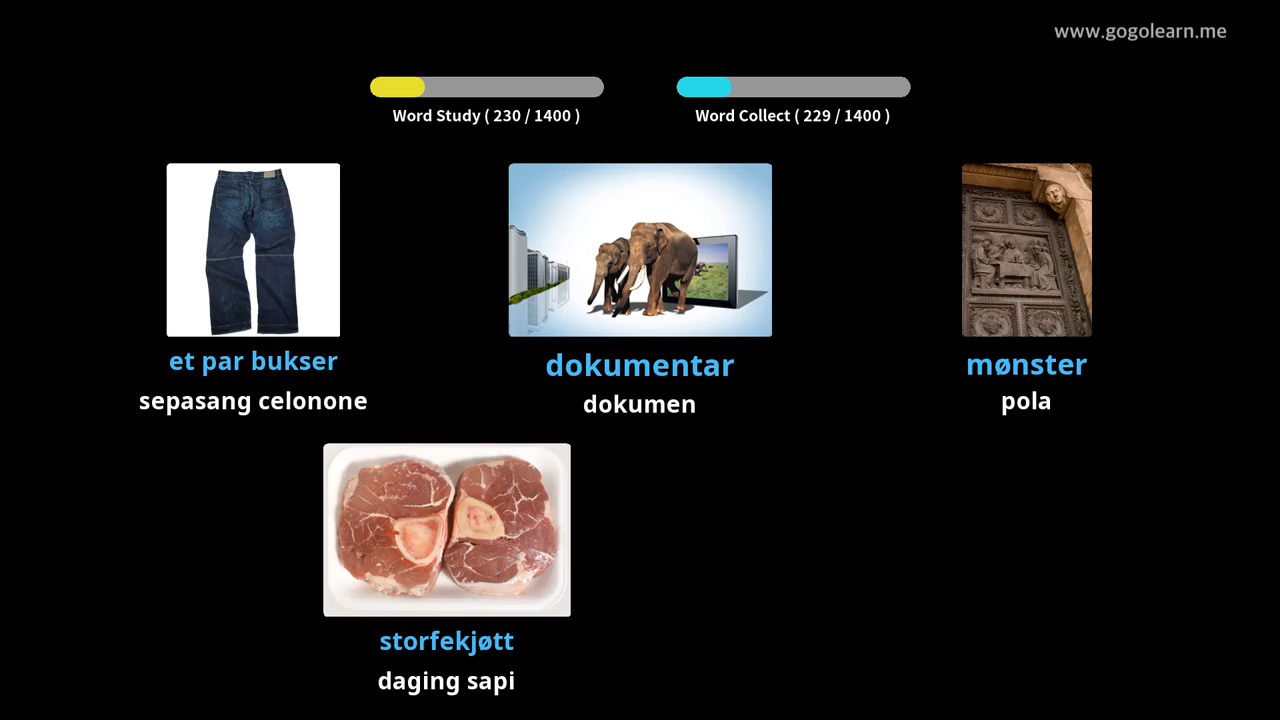 www.gogolearn.me
Word Study ( 230 / 1400 )
Word Collect ( 229 / 1400 )
et par bukser
sepasang celonone
dokumentar
dokumen
mønster
pola
storfekjøtt
daging sapi